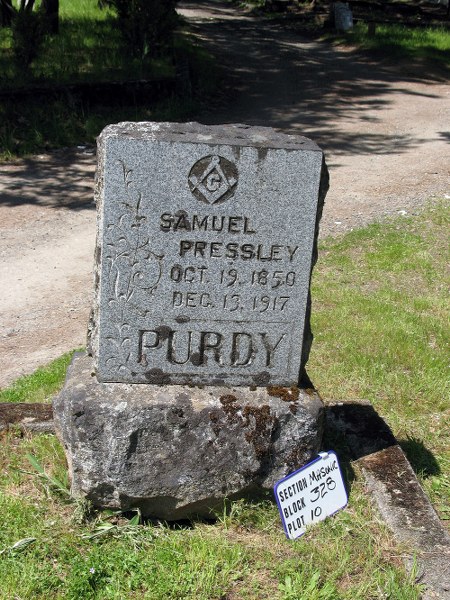 G
SAMUEL
PRESSLEY
OCT. 19. 1850
DEC. 13. 1917
PURDY
SECTION Masonic
BLOCK 328
PLOT 10